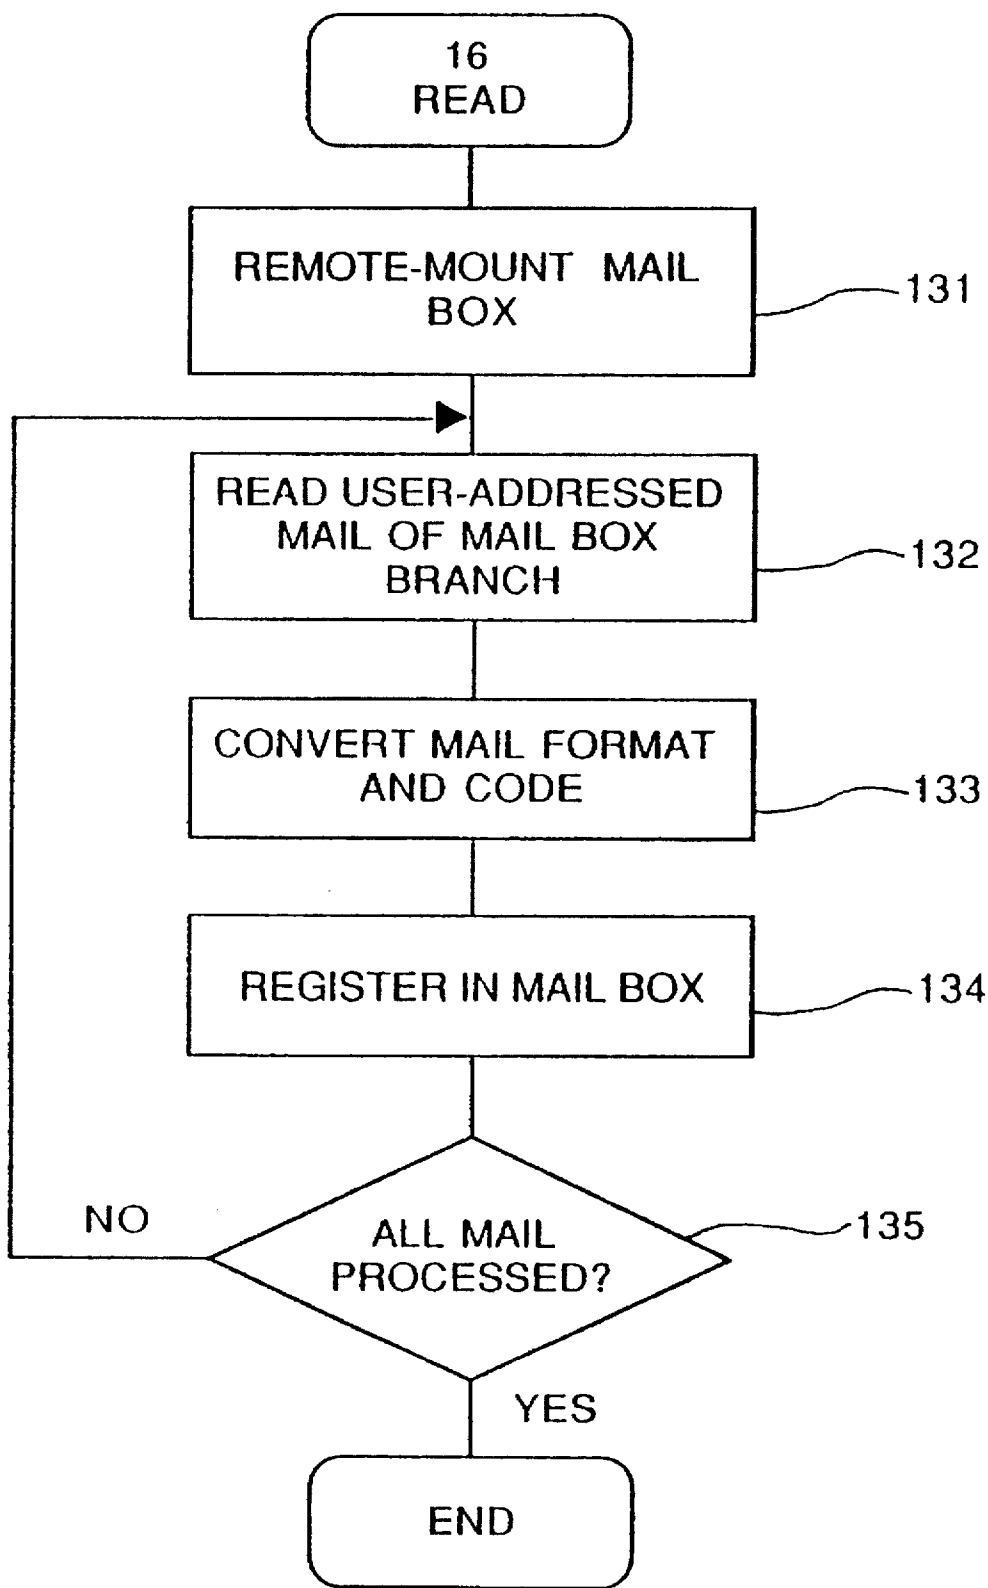 16
READ
REMOTE-MOUNT MAIL
BOX
131
READ USER-ADDRESSED
MAIL OF MAIL BOX
BRANCH
132
CONVERT MAIL FORMAT
AND CODE
133
REGISTER IN MAIL BOX
134
ALL MAIL
PROCESSED?
135
NO
YES
END